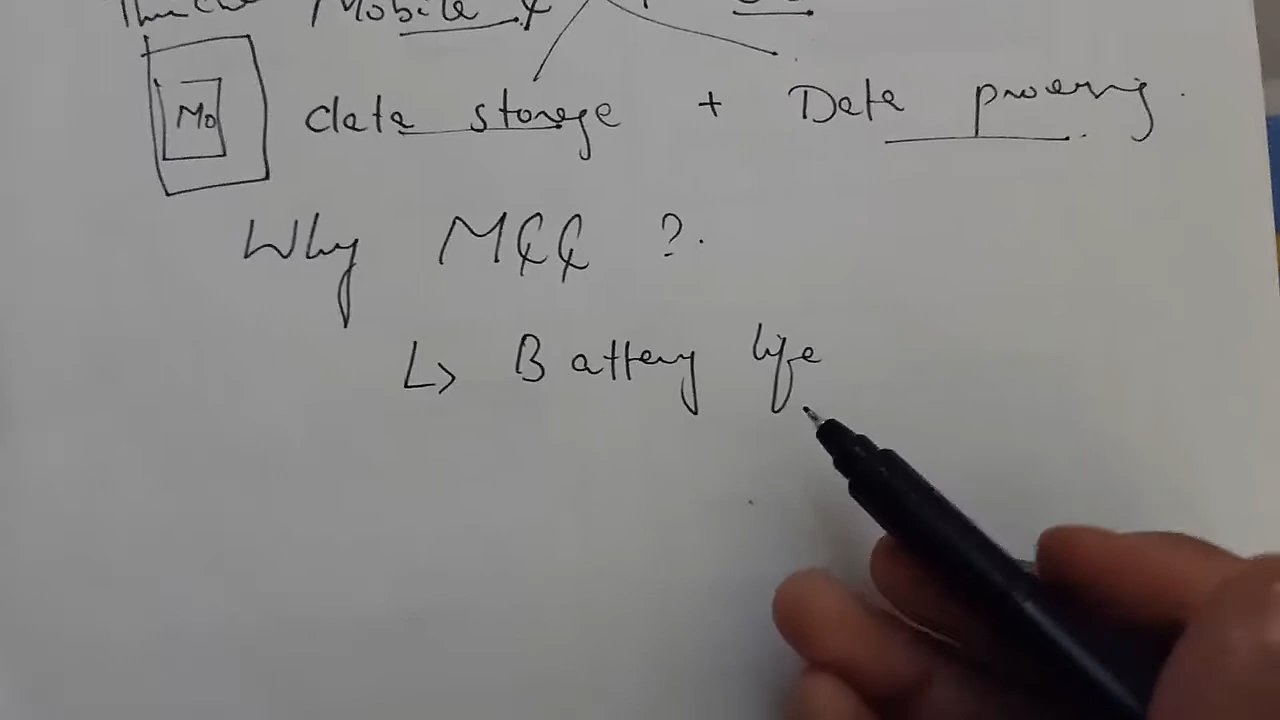 Mobile
Mo data storage + Data processing.
Why MCC ?
↳ Battery life